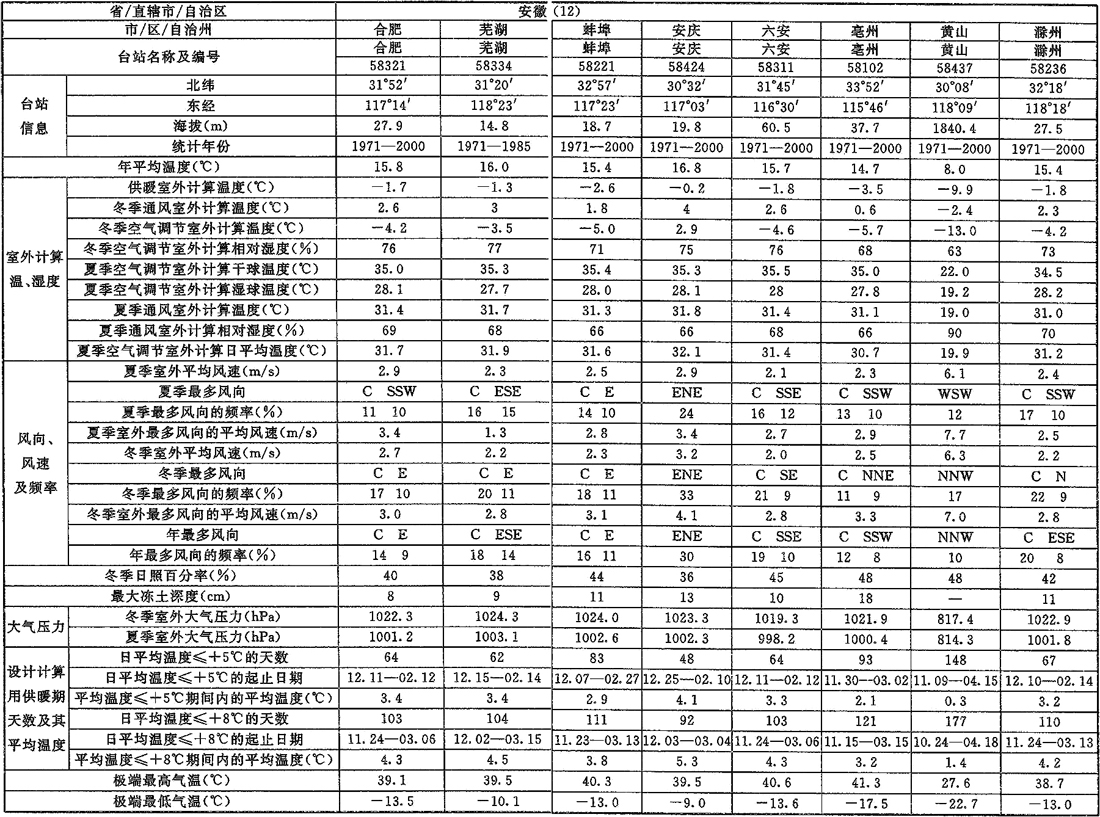 省/直辖市/自治区 安徽(12)
市/区/自治州 合肥 芜湖 蚌埠 安庆 六安 亳州 黄山 滁州
台站名称及编号 合肥 芜湖 蚌埠 安庆 六安 亳州 黄山 滁州
58321 58334 58221 58424 58311 58102 58437 58236
台站信息 北纬 31°52′ 31°20′ 32°57′ 30°32′ 31°45′ 33°52′ 30°08′ 32°18′
东经 117°14′ 118°23′ 117°23′ 117°03′ 116°30′ 115°46′ 118°09′ 118°18′
海拔(m) 27.9 14.8 18.7 19.8 60.5 37.7 1840.4 27.5
统计年份 1971—2000 1971—1985 1971—2000 1971—2000 1971—2000 1971—2000 1971—2000 1971—2000
年平均温度(℃) 15.8 16.0 15.4 16.8 15.7 14.7 8.0 15.4
室外计算温、湿度 供暖室外计算温度(℃) −1.7 −1.3 −2.6 −0.2 −1.8 −3.5 −9.9 −1.8
冬季通风室外计算温度(℃) 2.6 3 1.8 4 2.6 0.6 −2.4 2.3
冬季空气调节室外计算温度(℃) −4.2 −3.5 −5.0 2.9 −4.6 −5.7 −13.0 −4.2
冬季空气调节室外计算相对湿度(%) 76 77 71 75 76 68 63 73
夏季空气调节室外计算干球温度(℃) 35.0 35.3 35.4 35.3 35.5 35.0 22.0 34.5
夏季空气调节室外计算湿球温度(℃) 28.1 27.7 28.0 28.1 28 27.8 19.2 28.2
夏季通风室外计算温度(℃) 31.4 31.7 31.3 31.8 31.4 31.1 19.0 31.0
夏季通风室外计算相对湿度(%) 69 68 66 66 68 66 90 70
夏季空气调节室外计算日平均温度(℃) 31.7 31.9 31.6 32.1 31.4 30.7 19.9 31.2
风向、风速及频率 夏季室外平均风速(m/s) 2.9 2.3 2.5 2.9 2.1 2.3 6.1 2.4
夏季最多风向 C SSW C ESE C E ENE C SSE C SSW WSW C SSW
夏季最多风向的频率(%) 11 10 16 15 14 10 24 16 12 13 10 12 17 10
夏季室外最多风向的平均风速(m/s) 3.4 1.3 2.8 3.4 2.7 2.9 7.7 2.5
冬季室外平均风速(m/s) 2.7 2.2 2.3 3.2 2.0 2.5 6.3 2.2
冬季最多风向 C E C E C E ENE C SE C NNE NNW C N
冬季最多风向的频率(%) 17 10 20 11 18 11 33 21 9 11 9 17 22 9
冬季室外最多风向的平均风速(m/s) 3.0 2.8 3.1 4.1 2.8 3.3 7.0 2.8
年最多风向 C E C ESE C E ENE C SSE C SSW NNW C ESE
年最多风向的频率(%) 14 9 18 14 16 11 30 19 10 12 8 10 20 8
冬季日照百分率(%) 40 38 44 36 45 48 48 42
最大冻土深度(cm) 8 9 11 13 10 18 — 11
大气压力 冬季室外大气压力(hPa) 1022.3 1024.3 1024.0 1023.3 1019.3 1021.9 817.4 1022.9
夏季室外大气压力(hPa) 1001.2 1003.1 1002.6 1002.3 998.2 1000.4 814.3 1001.8
设计计算用供暖期天数及其平均温度 日平均温度≤+5℃的天数 64 62 83 48 64 93 148 67
日平均温度≤+5℃的起止日期 12.11—02.12 12.15—02.14 12.07—02.27 12.25—02.10 12.11—02.12 11.30—03.02 11.09—04.15 12.10—02.14
平均温度≤+5℃期间内的平均温度(℃) 3.4 3.4 2.9 4.1 3.3 2.1 0.3 3.2
日平均温度≤+8℃的天数 103 104 111 92 103 121 177 110
日平均温度≤+8℃的起止日期 11.24—03.06 12.02—03.15 11.23—03.13 12.03—03.04 11.24—03.06 11.15—03.15 10.24—04.18 11.24—03.13
平均温度≤+8℃期间内的平均温度(℃) 4.3 4.5 3.8 5.3 4.3 3.2 1.4 4.2
极端最高气温(℃) 39.1 39.5 40.3 39.5 40.6 41.3 27.6 38.7
极端最低气温(℃) −13.5 −10.1 −13.0 −9.0 −13.6 −17.5 −22.7 −13.0